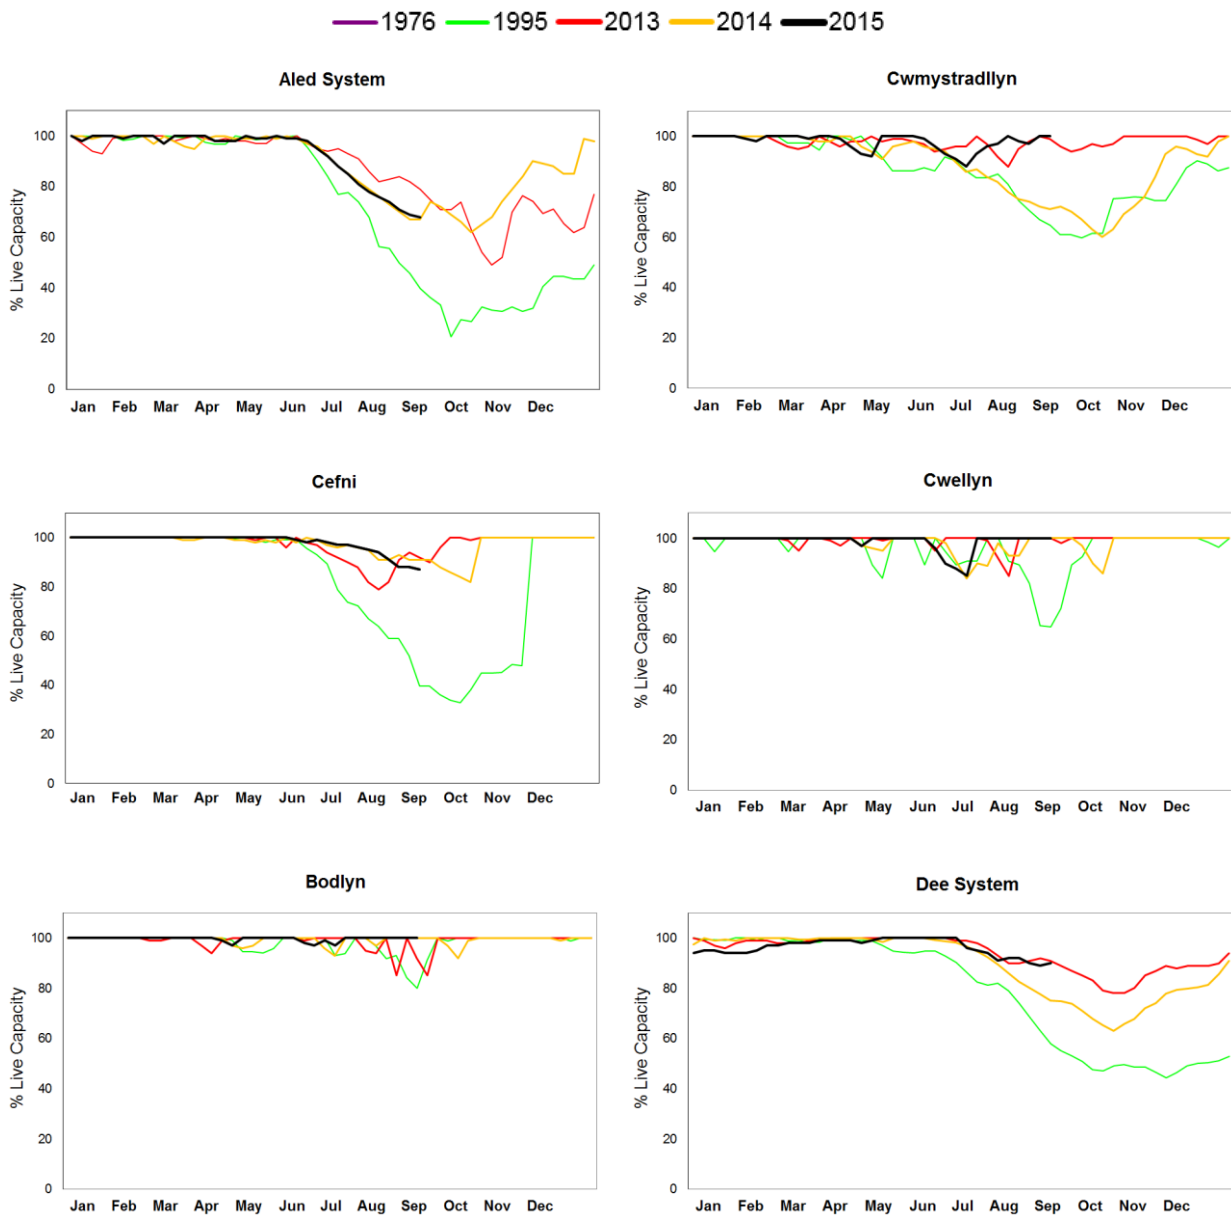 1976 1995 2013 2014 2015
Aled System
% Live Capacity
100
80
60
40
20
0
Jan Feb Mar Apr May Jun Jul Aug Sep Oct Nov Dec
Cwmystradllyn
% Live Capacity
100
80
60
40
20
0
Jan Feb Mar Apr May Jun Jul Aug Sep Oct Nov Dec
Cefni
% Live Capacity
100
80
60
40
20
0
Jan Feb Mar Apr May Jun Jul Aug Sep Oct Nov Dec
Cwellyn
% Live Capacity
100
80
60
40
20
0
Jan Feb Mar Apr May Jun Jul Aug Sep Oct Nov Dec
Bodlyn
% Live Capacity
100
80
60
40
20
0
Jan Feb Mar Apr May Jun Jul Aug Sep Oct Nov Dec
Dee System
% Live Capacity
100
80
60
40
20
0
Jan Feb Mar Apr May Jun Jul Aug Sep Oct Nov Dec